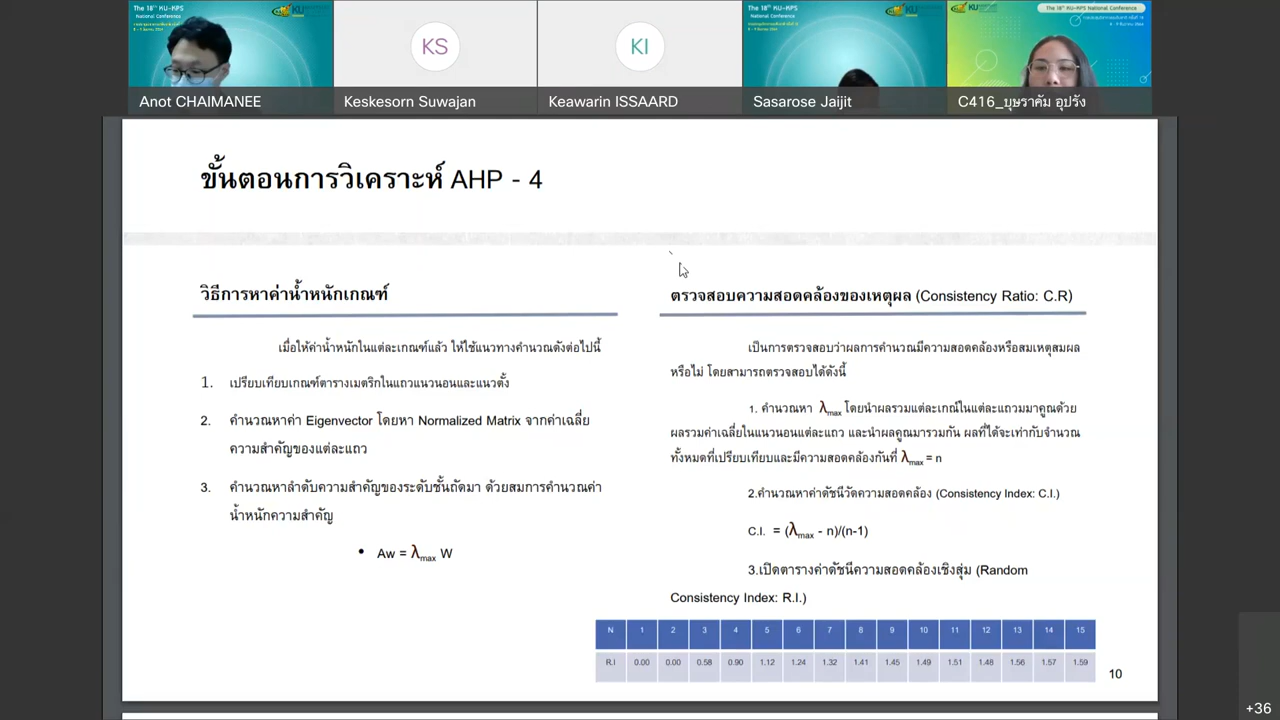 The 18th KU-KPS
National Conference
The 18th KU-KPS
National Conference
The 18th KU-KPS National Conference
KS
KI
Anot CHAIMANEE
Keskesorn Suwajan
Keawarin ISSAARD
Sasarose Jaijit
C416_บุษราคัม อุปรัง
ขั้นตอนการวิเคราะห์ AHP - 4
วิธีการหาค่าน้ำหนักเกณฑ์
เมื่อให้ค่าน้ำหนักในแต่ละเกณฑ์แล้ว ให้ใช้แนวทางคำนวณดังต่อไปนี้
1. เปรียบเทียบเกณฑ์ตารางเมตริกในแถวแนวนอนและแนวตั้ง
2. คำนวณหาค่า Eigenvector โดยหา Normalized Matrix จากค่าเฉลี่ย
ความสำคัญของแต่ละแถว
3. คำนวณหาลำดับความสำคัญของระดับชั้นถัดมา ด้วยสมการคำนวณค่า
น้ำหนักความสำคัญ
• Aw = λmax W
ตรวจสอบความสอดคล้องของเหตุผล (Consistency Ratio: C.R)
เป็นการตรวจสอบว่าผลการคำนวณมีความสอดคล้องหรือสมเหตุสมผล
หรือไม่ โดยสามารถตรวจสอบได้ดังนี้
1. คำนวณหา λmax โดยนำผลรวมแต่ละเกณ์ในแต่ละแถวมาคูณด้วย
ผลรวมค่าเฉลี่ยในแนวนอนแต่ละแถว และนำผลคูณมารวมกัน ผลที่ได้จะเท่ากับจำนวน
ทั้งหมดที่เปรียบเทียบและมีความสอดคล้องกันที่ λmax = n
2.คำนวณหาค่าดัชนีวัดความสอดคล้อง (Consistency Index: C.I.)
C.I. = (λmax - n)/(n-1)
3.เปิดตารางค่าดัชนีความสอดคล้องเชิงสุ่ม (Random
Consistency Index: R.I.)
N 1 2 3 4 5 6 7 8 9 10 11 12 13 14 15
R.i 0.00 0.00 0.58 0.90 1.12 1.24 1.32 1.41 1.45 1.49 1.51 1.48 1.56 1.57 1.59
10
+36